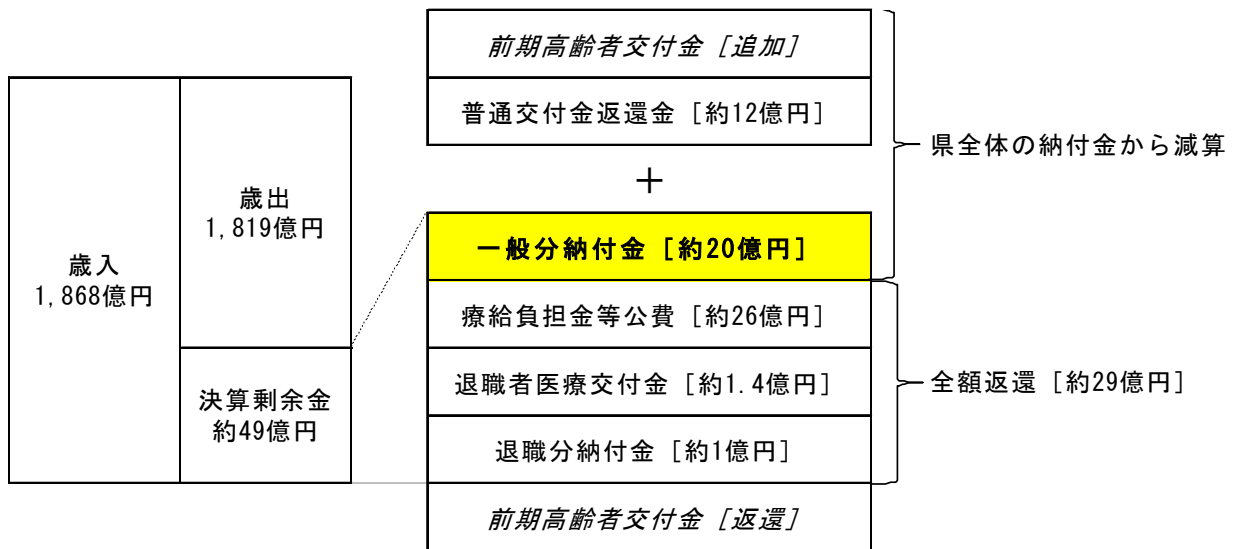 歳入
1,868億円
歳出
1,819億円
決算剰余金
約49億円
前期高齢者交付金［追加］
普通交付金返還金［約12億円］
＋
一般分納付金［約20億円］
療給負担金等公費［約26億円］
退職者医療交付金［約1.4億円］
退職分納付金［約1億円］
前期高齢者交付金［返還］
県全体の納付金から減算
全額返還［約29億円］